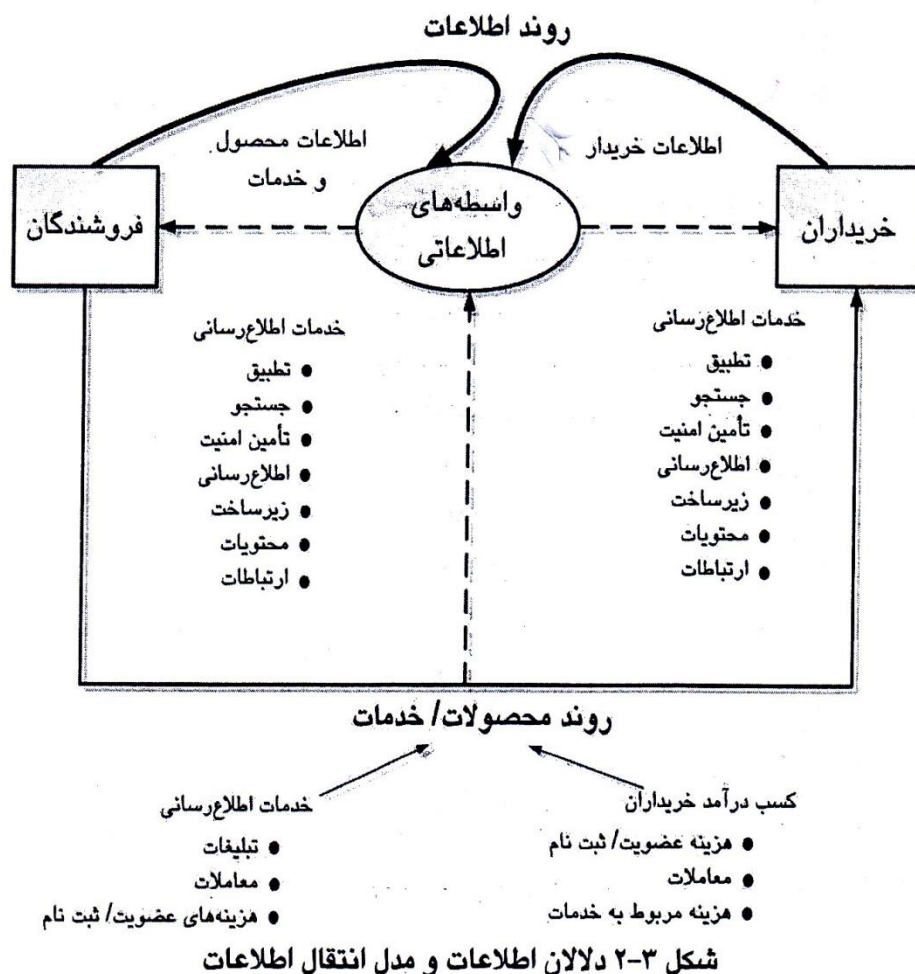 روند اطلاعات
اطلاعات محصول
و خدمات
اطلاعات خریدار
فروشندگان
واسطه‌های
اطلاعاتی
خریداران
خدمات اطلاع‌رسانی
• تطبیق
• جستجو
• تأمین امنیت
• اطلاع‌رسانی
• زیرساخت
• محتویات
• ارتباطات
خدمات اطلاع‌رسانی
• تطبیق
• جستجو
• تأمین امنیت
• اطلاع‌رسانی
• زیرساخت
• محتویات
• ارتباطات
روند محصولات/ خدمات
کسب درآمد خریداران
• هزینه عضویت/ ثبت نام
• معاملات
• هزینه مربوط به خدمات
خدمات اطلاع‌رسانی
• تبلیغات
• معاملات
• هزینه‌های عضویت/ ثبت نام
شکل ۳-۲ دلالان اطلاعات و مدل انتقال اطلاعات